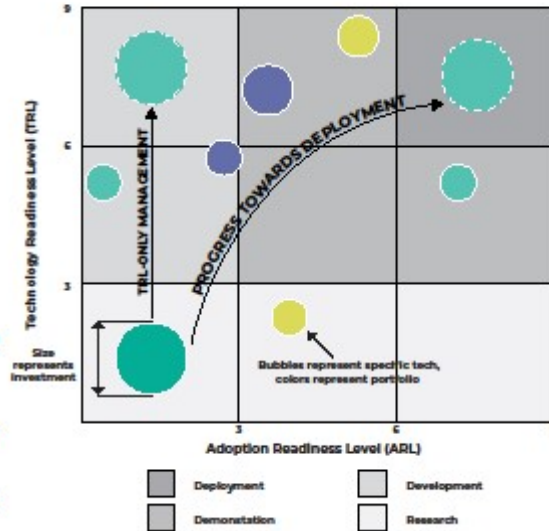 9
Technology Readiness Level (TRL)
6
3
TRL-ONLY MANAGEMENT
PROGRESS TOWARDS DEPLOYMENT
Size
represents
investment
Bubbles represent specific tech,
colors represent portfolio
3
6
Adoption Readiness Level (ARL)
Deployment
Development
Demonstation
Research